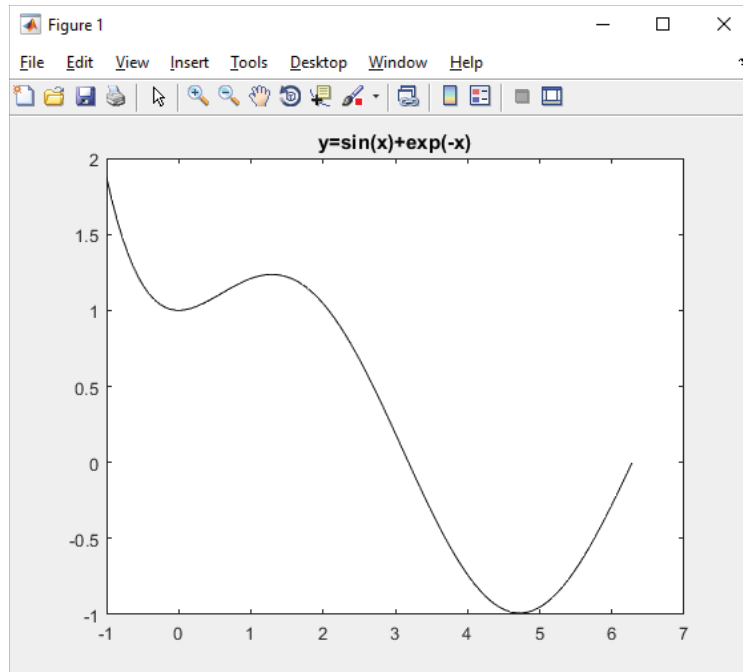 Figure 1
File Edit View Insert Tools Desktop Window Help
y=sin(x)+exp(-x)
2
1.5
1
0.5
0
-0.5
-1
-1 0 1 2 3 4 5 6 7